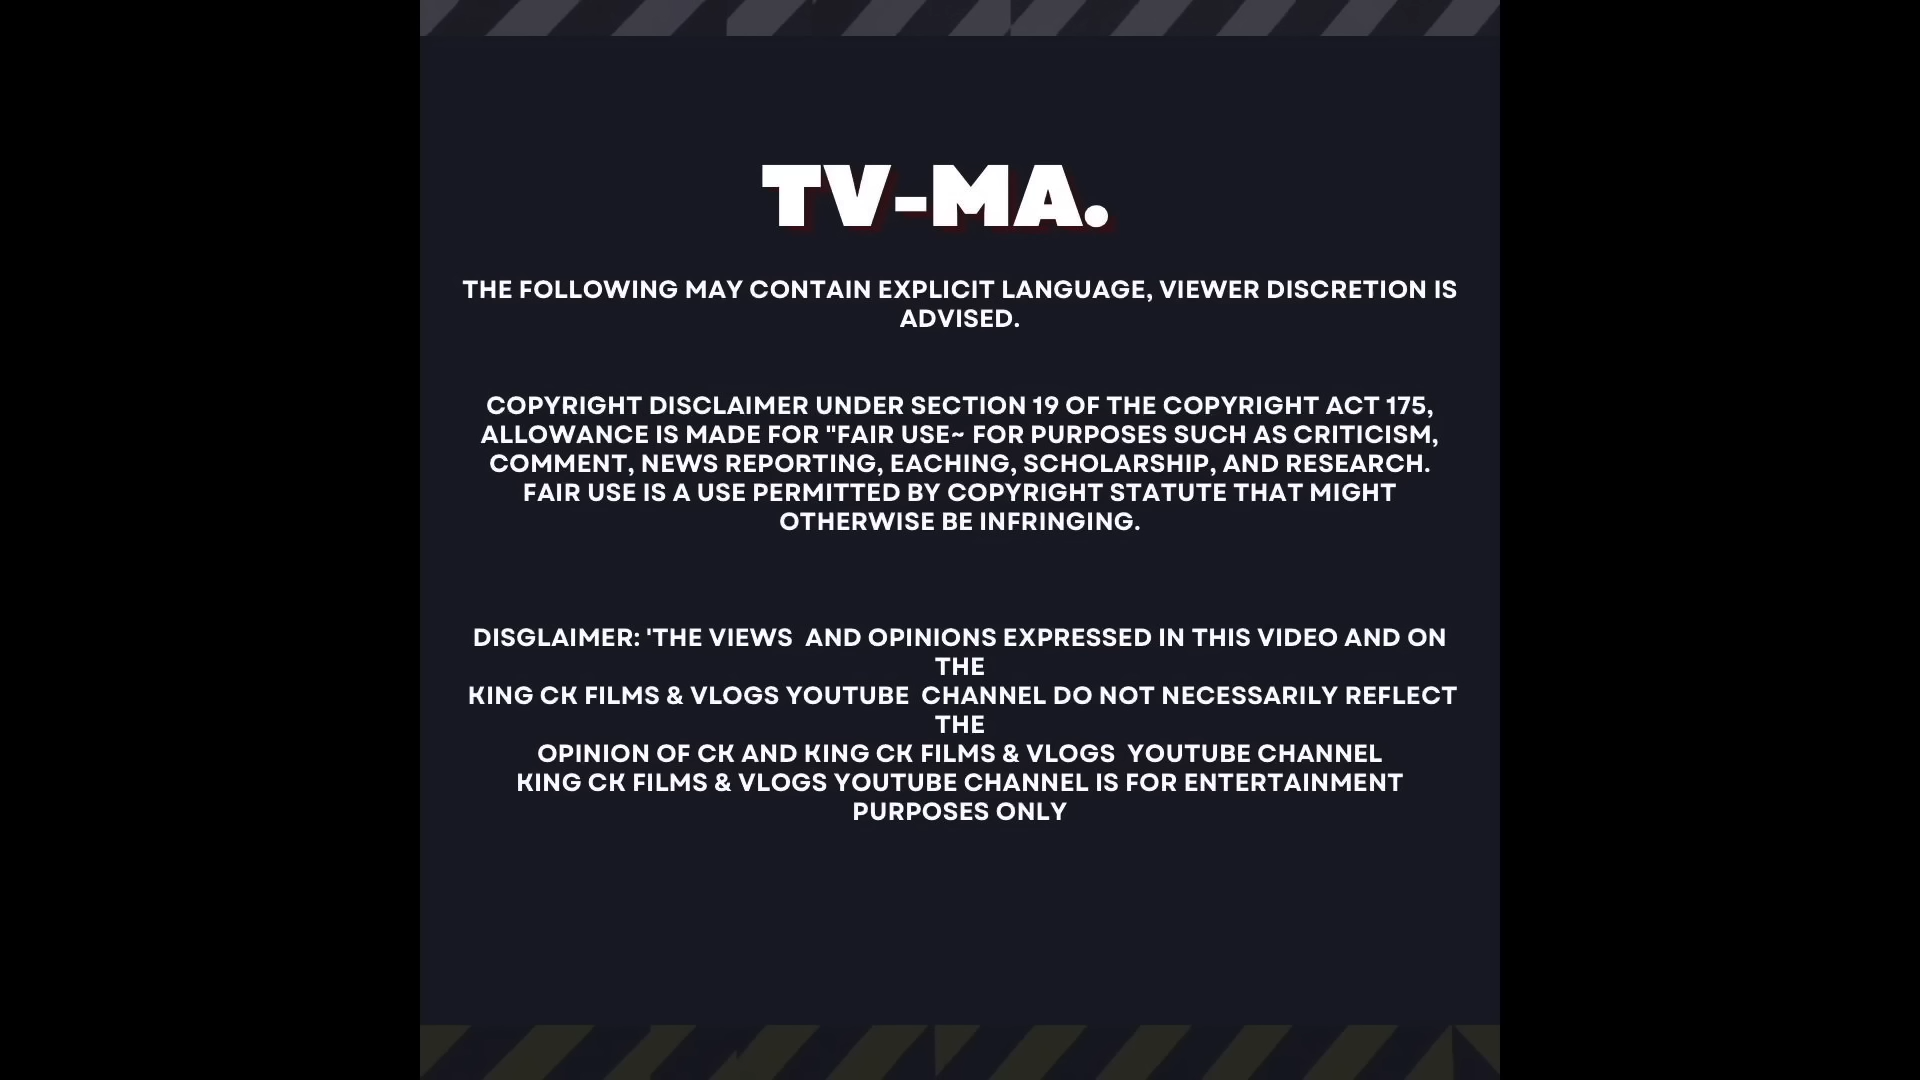 TV-MA.
THE FOLLOWING MAY CONTAIN EXPLICIT LANGUAGE, VIEWER DISCRETION IS
ADVISED.
COPYRIGHT DISCLAIMER UNDER SECTION 19 OF THE COPYRIGHT ACT 175,
ALLOWANCE IS MADE FOR "FAIR USE~ FOR PURPOSES SUCH AS CRITICISM,
COMMENT, NEWS REPORTING, EACHING, SCHOLARSHIP, AND RESEARCH.
FAIR USE IS A USE PERMITTED BY COPYRIGHT STATUTE THAT MIGHT
OTHERWISE BE INFRINGING.
DISGLAIMER: 'THE VIEWS  AND OPINIONS EXPRESSED IN THIS VIDEO AND ON
THE
KING CK FILMS & VLOGS YOUTUBE  CHANNEL DO NOT NECESSARILY REFLECT
THE
OPINION OF CK AND KING CK FILMS & VLOGS  YOUTUBE CHANNEL
KING CK FILMS & VLOGS YOUTUBE CHANNEL IS FOR ENTERTAINMENT
PURPOSES ONLY